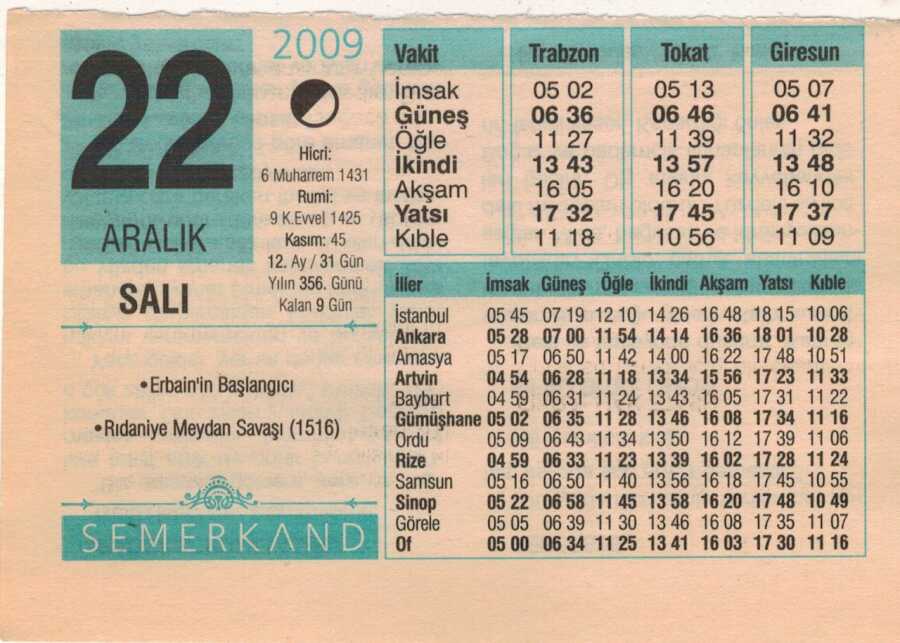 22
ARALIK
SALI
2009
Hicri:
6 Muharrem 1431
Rumi:
9 K.Evvel 1425
Kasım: 45
12. Ay / 31 Gün
Yılın 356. Günü
Kalan 9 Gün
•Erbain'in Başlangıcı
•Rıdaniye Meydan Savaşı (1516)
SEMERKAND
Vakit Trabzon Tokat Giresun
İmsak 05 02 05 13 05 07
Güneş 06 36 06 46 06 41
Öğle 11 27 11 39 11 32
İkindi 13 43 13 57 13 48
Akşam 16 05 16 20 16 10
Yatsı 17 32 17 45 17 37
Kıble 11 18 10 56 11 09
İller İmsak Güneş Öğle İkindi Akşam Yatsı Kıble
İstanbul 05 45 07 19 12 10 14 26 16 48 18 15 10 06
Ankara 05 28 07 00 11 54 14 14 16 36 18 01 10 28
Amasya 05 17 06 50 11 42 14 00 16 22 17 48 10 51
Artvin 04 54 06 28 11 18 13 34 15 56 17 23 11 33
Bayburt 04 59 06 31 11 24 13 43 16 05 17 31 11 22
Gümüşhane 05 02 06 35 11 28 13 46 16 08 17 34 11 16
Ordu 05 09 06 43 11 34 13 50 16 12 17 39 11 06
Rize 04 59 06 33 11 23 13 39 16 02 17 28 11 24
Samsun 05 16 06 50 11 40 13 56 16 18 17 45 10 55
Sinop 05 22 06 58 11 45 13 58 16 20 17 48 10 49
Görele 05 05 06 39 11 30 13 46 16 08 17 35 11 07
Of 05 00 06 34 11 25 13 41 16 03 17 30 11 16